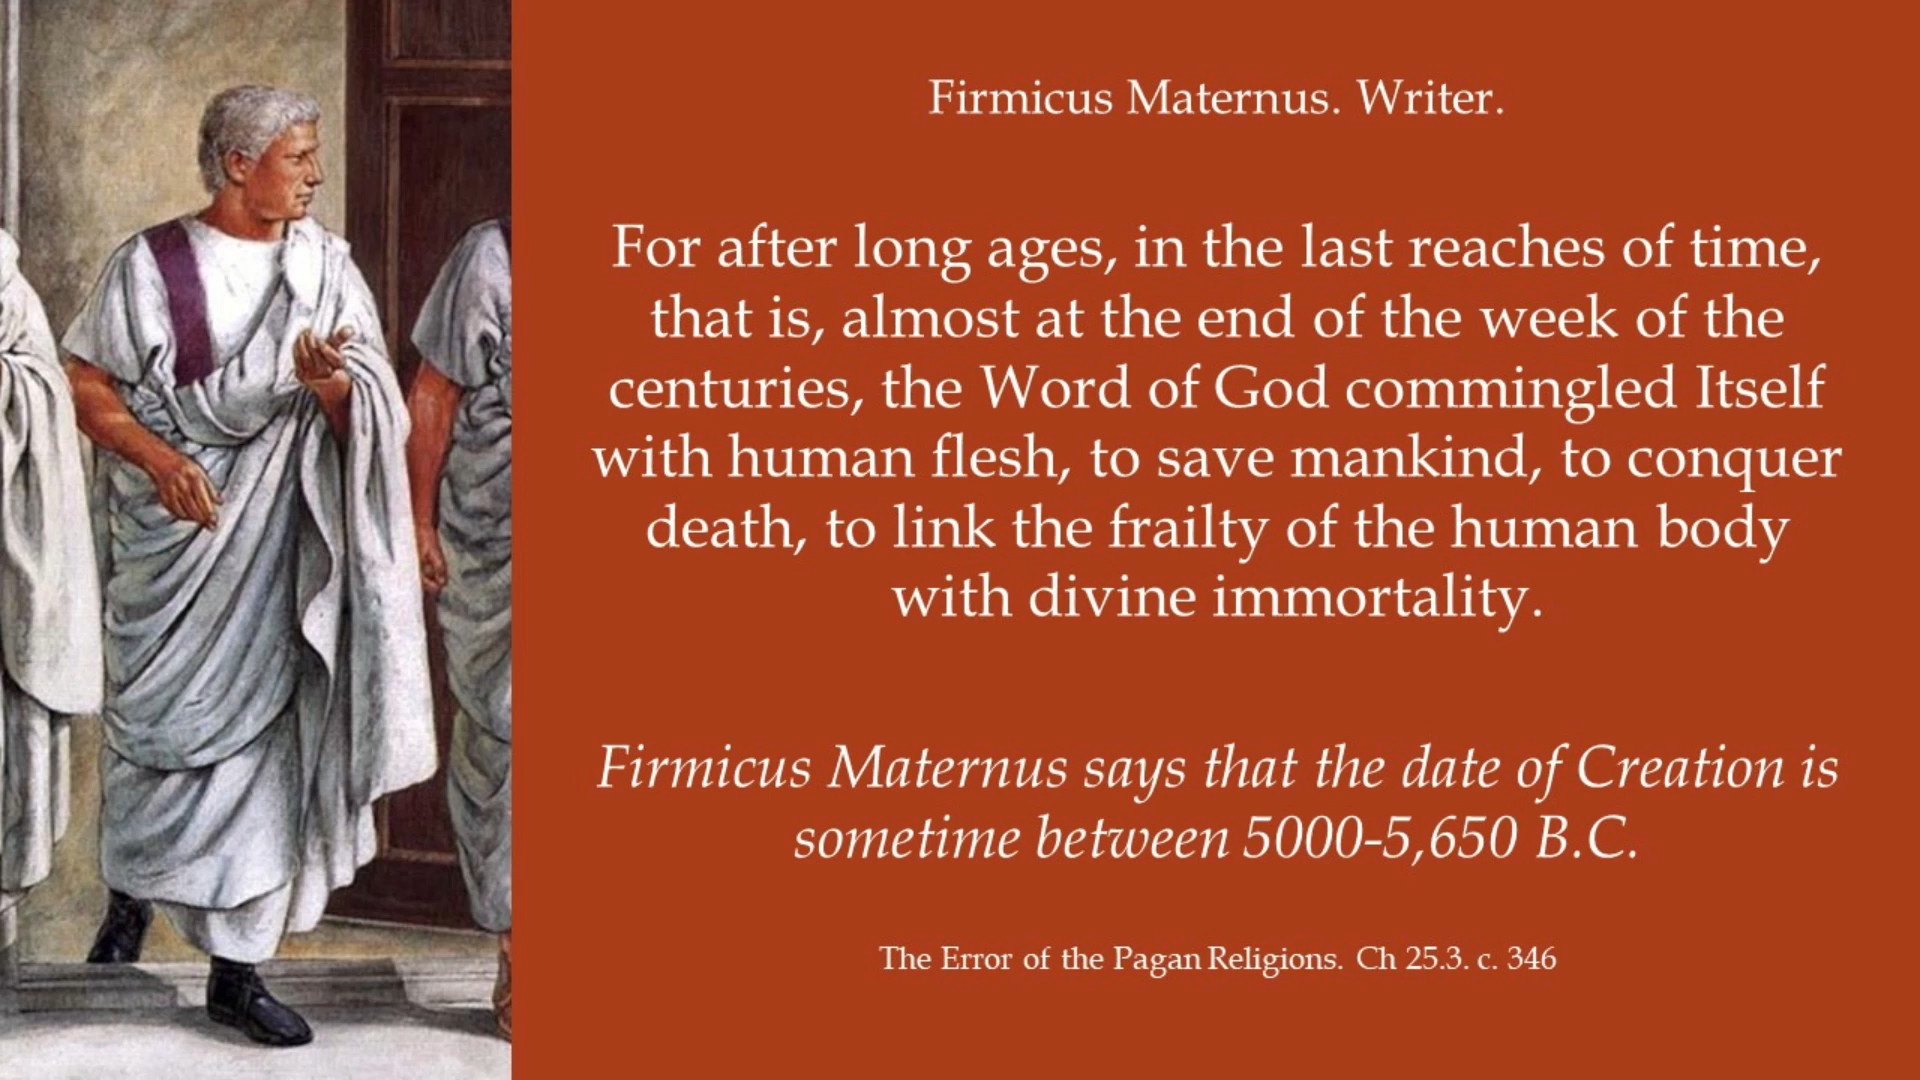 Firmicus Maternus. Writer.
For after long ages, in the last reaches of time,
that is, almost at the end of the week of the
centuries, the Word of God commingled Itself
with human flesh, to save mankind, to conquer
death, to link the frailty of the human body
with divine immortality.
Firmicus Maternus says that the date of Creation is
sometime between 5000-5,650 B.C.
The Error of the Pagan Religions. Ch 25.3. c. 346